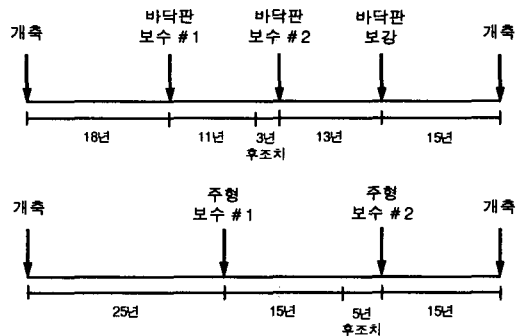 개축
바닥판
보수 #1
바닥판
보수 #2
바닥판
보강
개축
18년
11년
3년
후조치
13년
15년
개축
주형
보수 #1
주형
보수 #2
개축
25년
15년
5년
후조치
15년